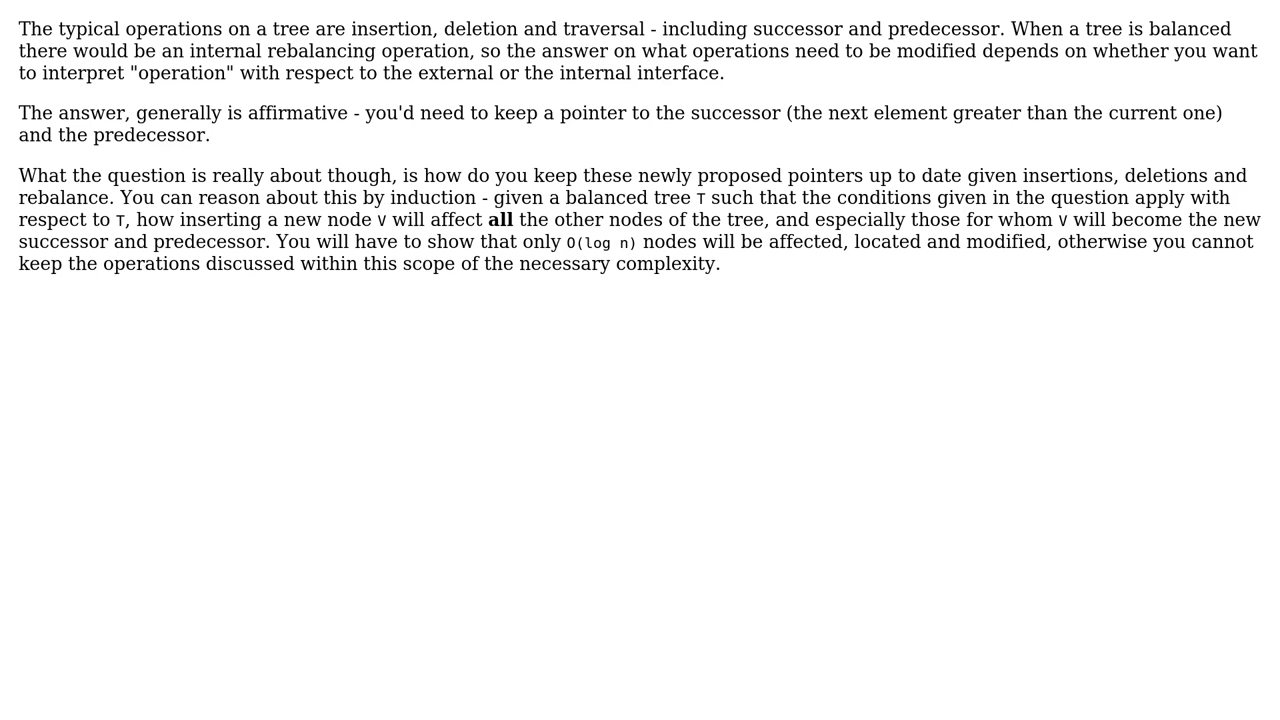 The typical operations on a tree are insertion, deletion and traversal - including successor and predecessor. When a tree is balanced
there would be an internal rebalancing operation, so the answer on what operations need to be modified depends on whether you want
to interpret "operation" with respect to the external or the internal interface.
The answer, generally is affirmative - you'd need to keep a pointer to the successor (the next element greater than the current one)
and the predecessor.
What the question is really about though, is how do you keep these newly proposed pointers up to date given insertions, deletions and
rebalance. You can reason about this by induction - given a balanced tree T such that the conditions given in the question apply with
respect to T, how inserting a new node V will affect all the other nodes of the tree, and especially those for whom V will become the new
successor and predecessor. You will have to show that only O(log n) nodes will be affected, located and modified, otherwise you cannot
keep the operations discussed within this scope of the necessary complexity.